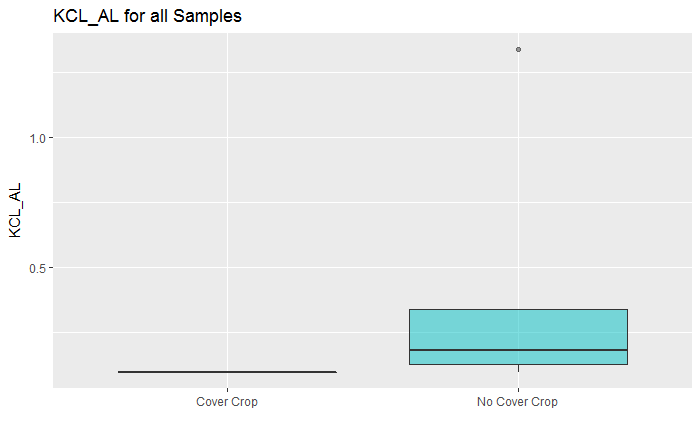 KCL_AL for all Samples
KCL_AL
1.0
0.5
Cover Crop
No Cover Crop